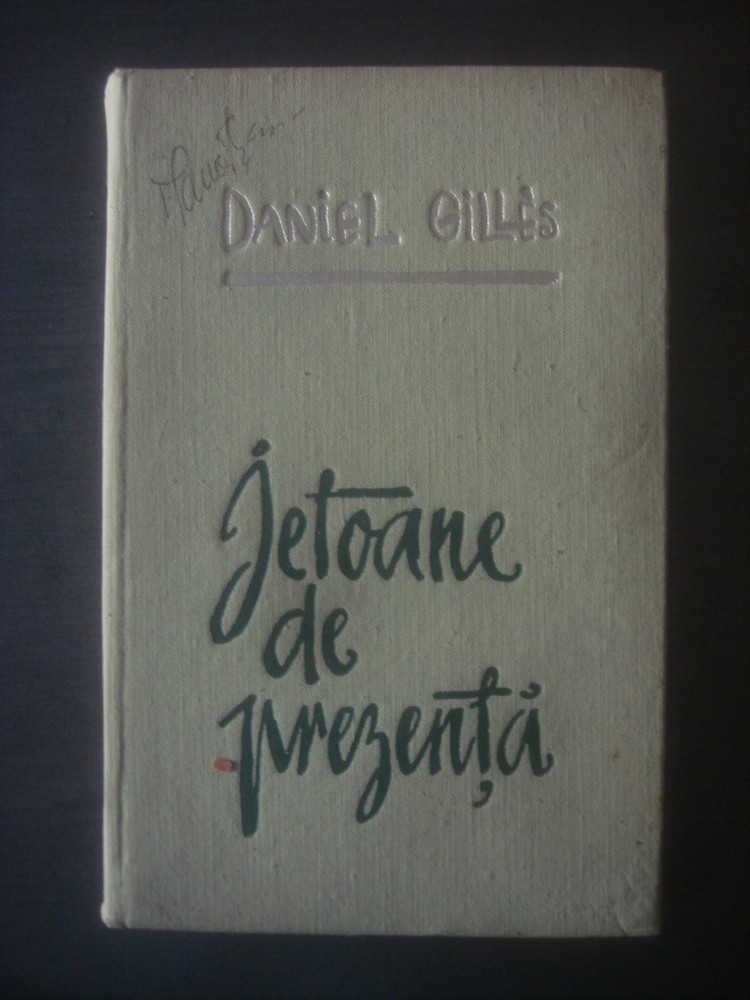 DANIEL GILLÈS
Jetoane
de
prezență